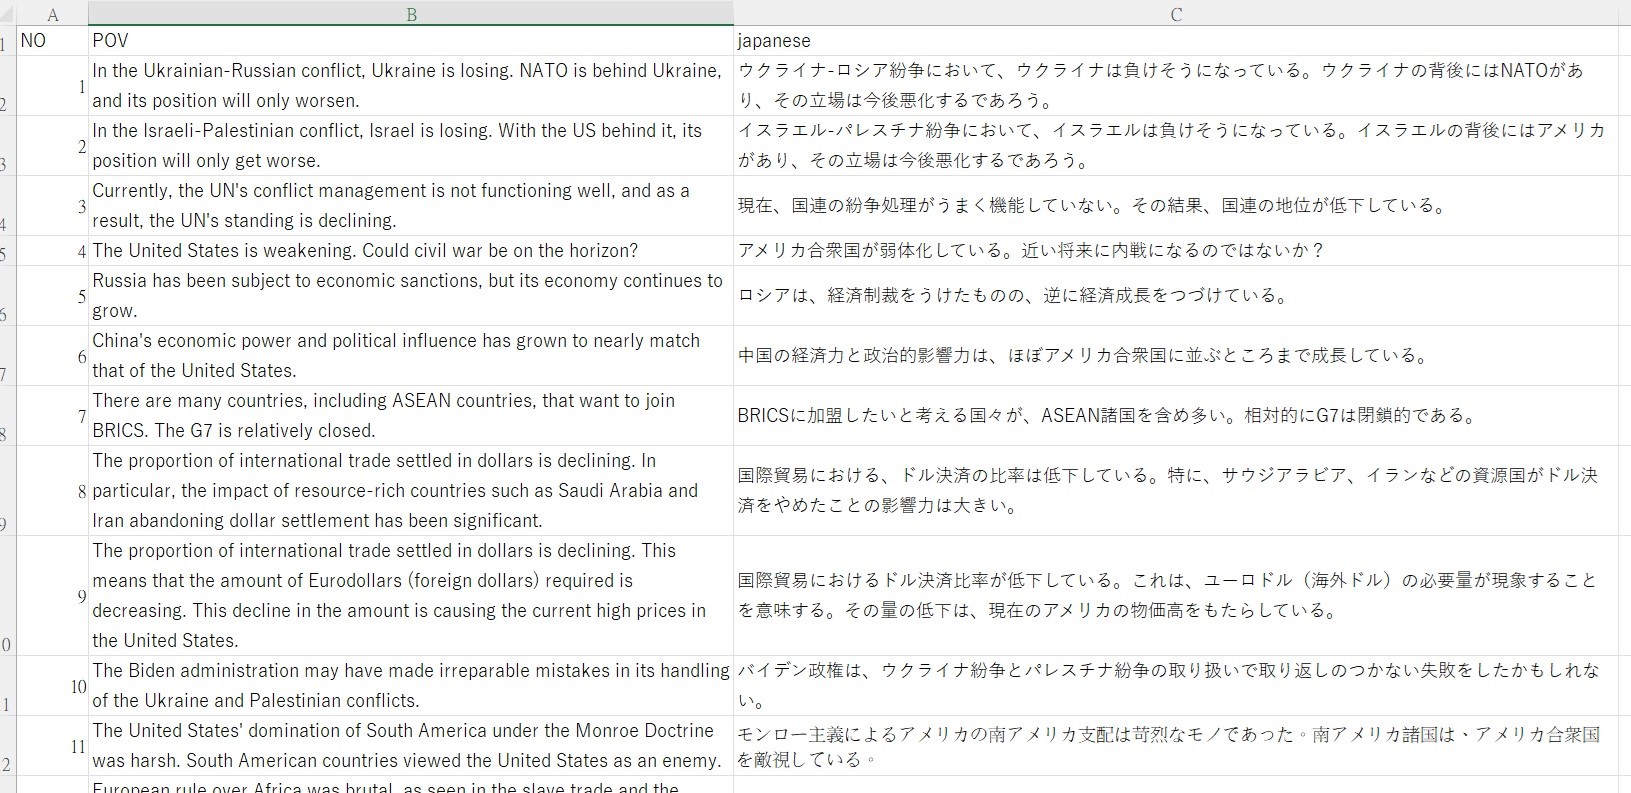 A B C
NO POV japanese
1 In the Ukrainian-Russian conflict, Ukraine is losing. NATO is behind Ukraine,
and its position will only worsen.
ウクライナ-ロシア紛争において、ウクライナは負けそうになっている。ウクライナの背後にはNATOがあ
り、その立場は今後悪化するであろう。
2 In the Israeli-Palestinian conflict, Israel is losing. With the US behind it, its
position will only get worse.
イスラエル-パレスチナ紛争において、イスラエルは負けそうになっている。イスラエルの背後にはアメリカ
があり、その立場は今後悪化するであろう。
3 Currently, the UN's conflict management is not functioning well, and as a
result, the UN's standing is declining.
現在、国連の紛争処理がうまく機能していない。その結果、国連の地位が低下している。
4 The United States is weakening. Could civil war be on the horizon?
アメリカ合衆国が弱体化している。近い将来に内戦になるのではないか？
5 Russia has been subject to economic sanctions, but its economy continues to
grow.
ロシアは、経済制裁をうけたものの、逆に経済成長をつづけている。
6 China's economic power and political influence has grown to nearly match
that of the United States.
中国の経済力と政治的影響力は、ほぼアメリカ合衆国に並ぶところまで成長している。
7 There are many countries, including ASEAN countries, that want to join
BRICS. The G7 is relatively closed.
BRICSに加盟したいと考える国々が、ASEAN諸国を含め多い。相対的にG7は閉鎖的である。
8 The proportion of international trade settled in dollars is declining. In
particular, the impact of resource-rich countries such as Saudi Arabia and
Iran abandoning dollar settlement has been significant.
国際貿易における、ドル決済の比率は低下している。特に、サウジアラビア、イランなどの資源国がドル決
済をやめたことの影響力は大きい。
9 The proportion of international trade settled in dollars is declining. This
means that the amount of Eurodollars (foreign dollars) required is
decreasing. This decline in the amount is causing the current high prices in
the United States.
国際貿易におけるドル決済比率が低下している。これは、ユーロドル（海外ドル）の必要量が現象すること
を意味する。その量の低下は、現在のアメリカの物価高をもたらしている。
10 The Biden administration may have made irreparable mistakes in its handling
of the Ukraine and Palestinian conflicts.
バイデン政権は、ウクライナ紛争とパレスチナ紛争の取り扱いで取り返しのつかない失敗をしたかもしれな
い。
11 The United States' domination of South America under the Monroe Doctrine
was harsh. South American countries viewed the United States as an enemy.
モンロー主義によるアメリカの南アメリカ支配は苛烈なモノであった。南アメリカ諸国は、アメリカ合衆国
を敵視している。
European rule over Africa was brutal, as seen in the slave trade and the